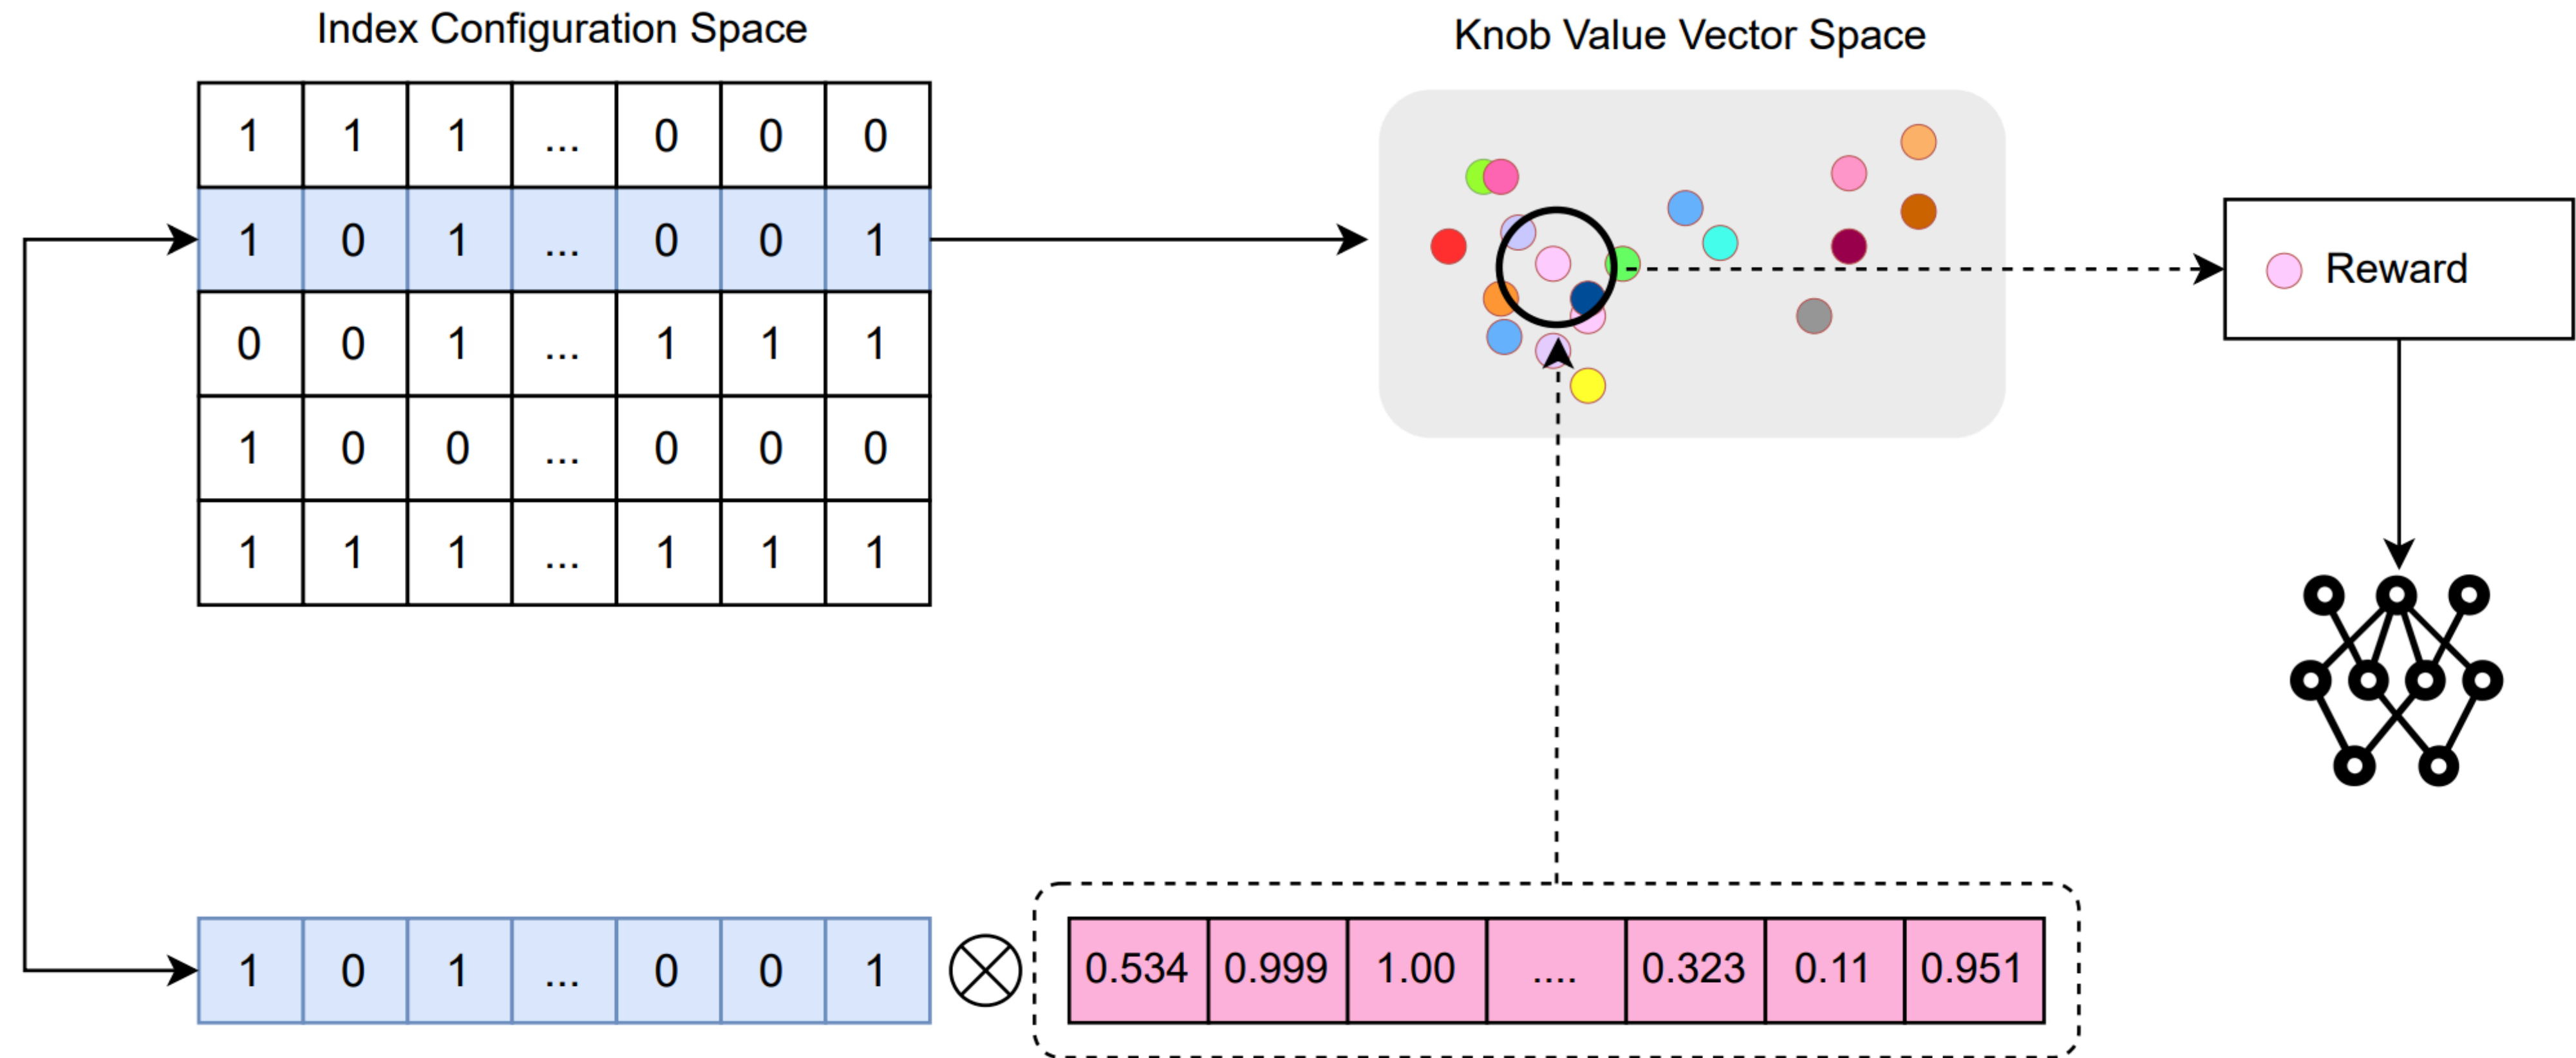 Index Configuration Space
Knob Value Vector Space
1 1 1 ... 0 0 0
1 0 1 ... 0 0 1
0 0 1 ... 1 1 1
1 0 0 ... 0 0 0
1 1 1 ... 1 1 1
Reward
1 0 1 ... 0 0 1
0.534 0.999 1.00 .... 0.323 0.11 0.951